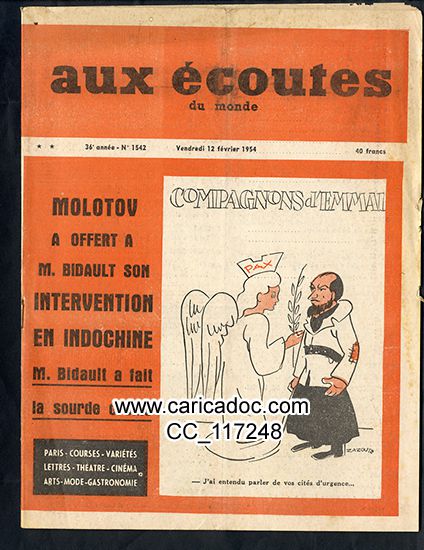 aux écoutes
du monde
★ ★ 36e année - N° 1542 Vendredi 12 février 1954 40 francs
MOLOTOV
A OFFERT A
M. BIDAULT SON
INTERVENTION
EN INDOCHINE
M. Bidault a fait
la sourde
PARIS - COURSES - VARIÉTÉS
LETTRES - THÉATRE - CINÉMA
ARTS - MODE - GASTRONOMIE
COMPAGNONS d'EMMAU
PAX
— J'ai entendu parler de vos cités d'urgence...
www.caricadoc.com
CC_117248